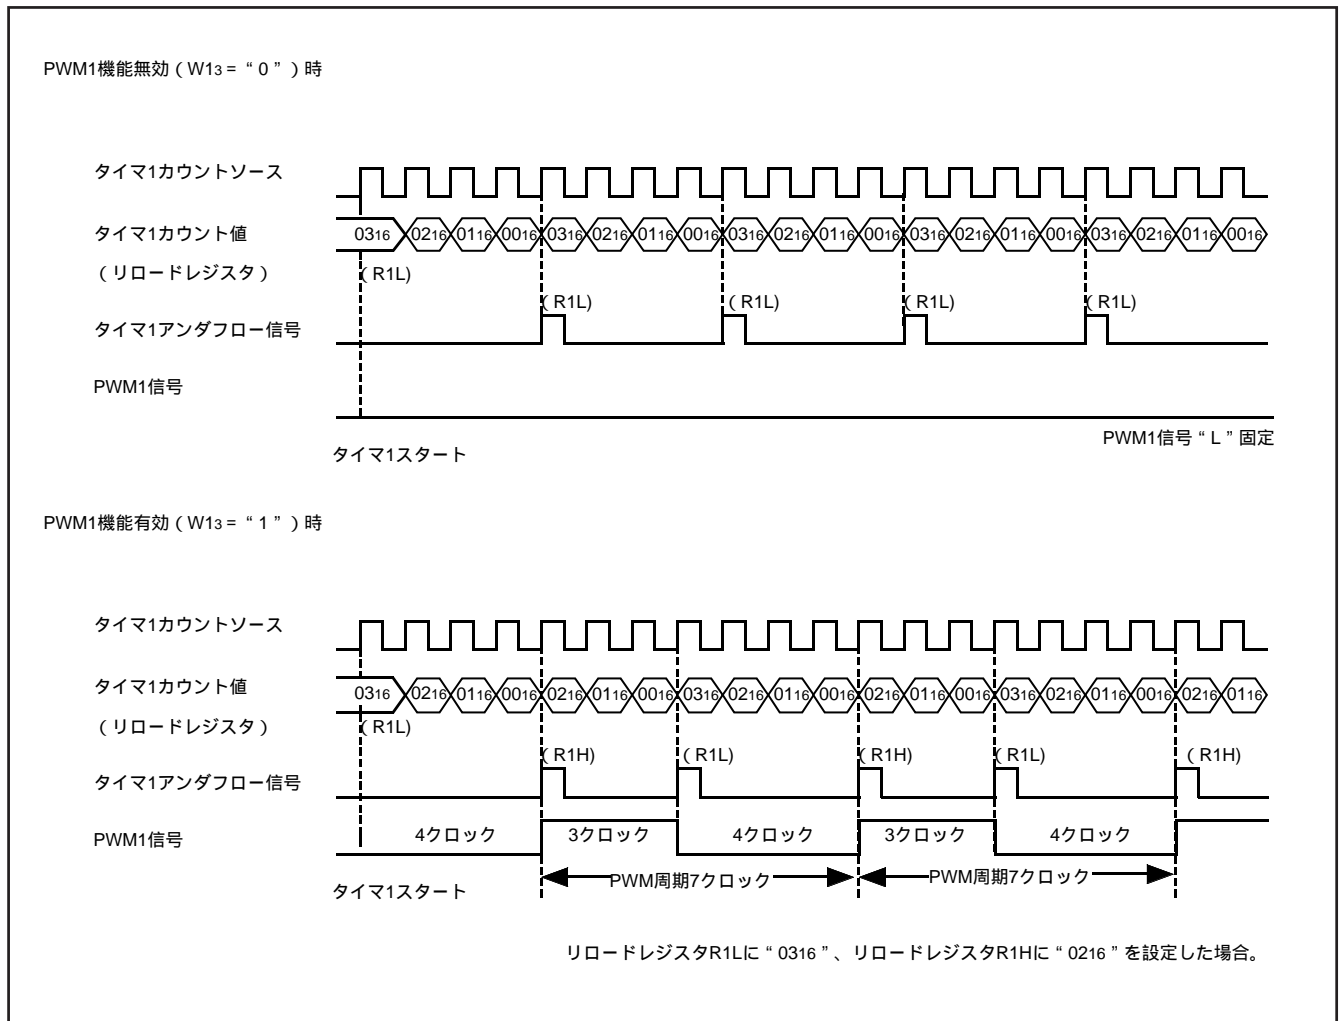 PWM1機能無効(W13=“0”)時
タイマ1カウントソース
タイマ1カウント値
0316 0216 0116 0016 0316 0216 0116 0016 0316 0216 0116 0016 0316 0216 0116 0016 0316 0216 0116 0016
(リロードレジスタ)
(R1L)
(R1L) (R1L) (R1L) (R1L)
タイマ1アンダフロー信号
PWM1信号
PWM1信号“L”固定
タイマ1スタート
PWM1機能有効(W13=“1”)時
タイマ1カウントソース
タイマ1カウント値
0316 0216 0116 0016 0216 0116 0016 0316 0216 0116 0016 0216 0116 0016 0316 0216 0116 0016 0216 0116
(リロードレジスタ)
(R1L)
(R1H) (R1L) (R1H) (R1L) (R1H)
タイマ1アンダフロー信号
PWM1信号
4クロック 3クロック 4クロック 3クロック 4クロック
PWM周期7クロック PWM周期7クロック
タイマ1スタート
リロードレジスタR1Lに“0316”、リロードレジスタR1Hに“0216”を設定した場合。